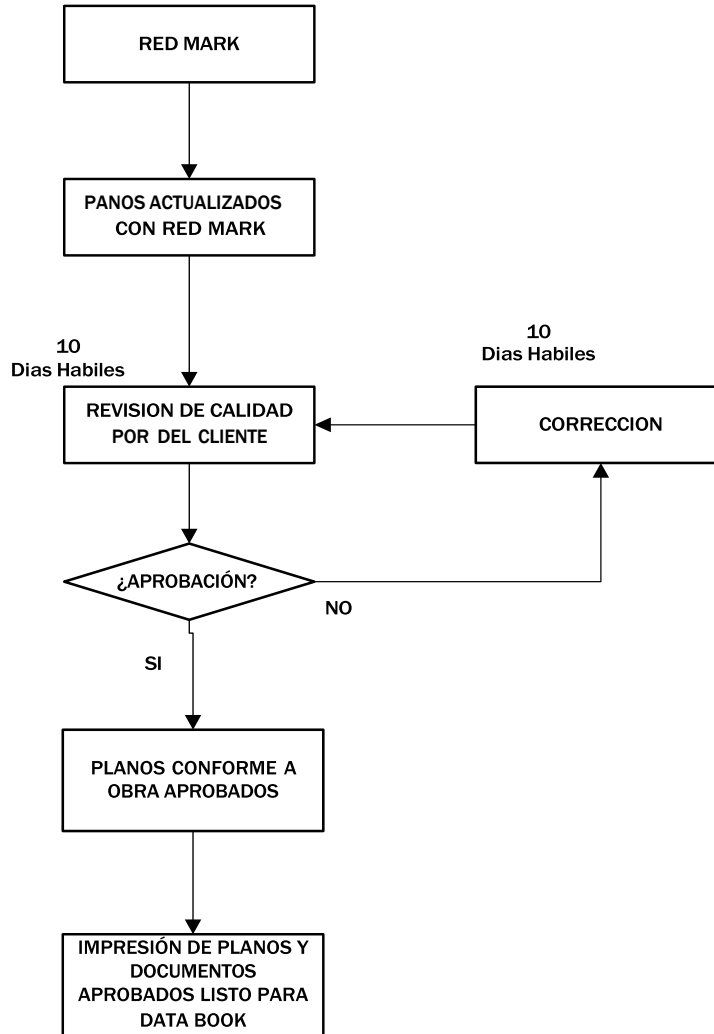 RED MARK
PANOS ACTUALIZADOS
CON RED MARK
10
Dias Habiles
10
Dias Habiles
REVISION DE CALIDAD
POR DEL CLIENTE
CORRECCION
¿APROBACIÓN?
NO
SI
PLANOS CONFORME A
OBRA APROBADOS
IMPRESIÓN DE PLANOS Y
DOCUMENTOS
APROBADOS LISTO PARA
DATA BOOK